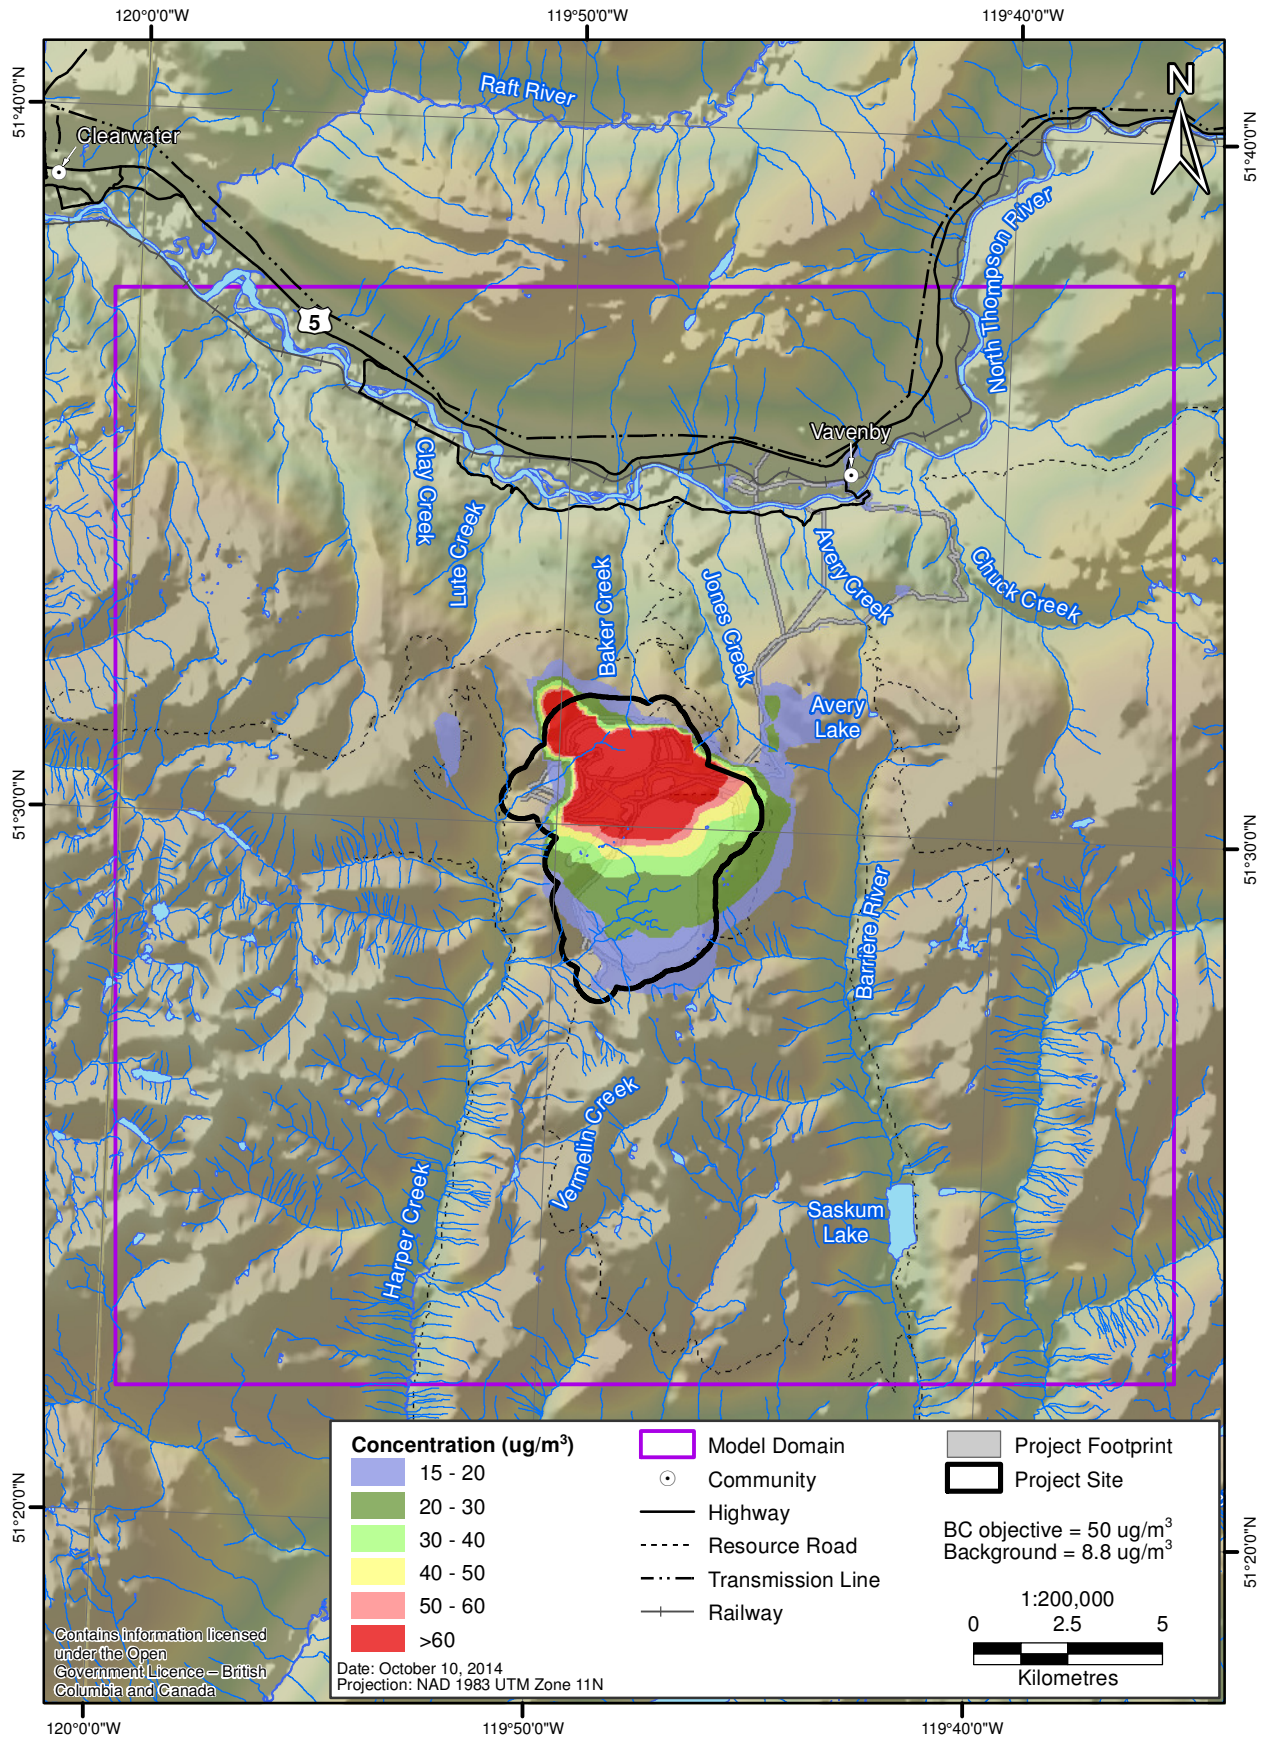 120°0'0"W
119°50'0"W
119°40'0"W
51°40'0"N
51°40'0"N
N
Raft River
Clearwater
North Thompson River
5
Vavenby
Clay Creek
Lute Creek
Baker Creek
Jones Creek
Avery Creek
Chuck Creek
Avery
Lake
51°30'0"N
51°30'0"N
Barrière River
Vermelin Creek
Harper Creek
Saskum
Lake
51°20'0"N
51°20'0"N
Concentration (ug/m³)
15 - 20
20 - 30
30 - 40
40 - 50
50 - 60
>60
Date: October 10, 2014
Projection: NAD 1983 UTM Zone 11N
Model Domain
Community
Highway
Resource Road
Transmission Line
Railway
Project Footprint
Project Site
BC objective = 50 ug/m³
Background = 8.8 ug/m³
1:200,000
0 2.5 5
Kilometres
Contains information licensed
under the Open
Government Licence – British
Columbia and Canada
120°0'0"W
119°50'0"W
119°40'0"W